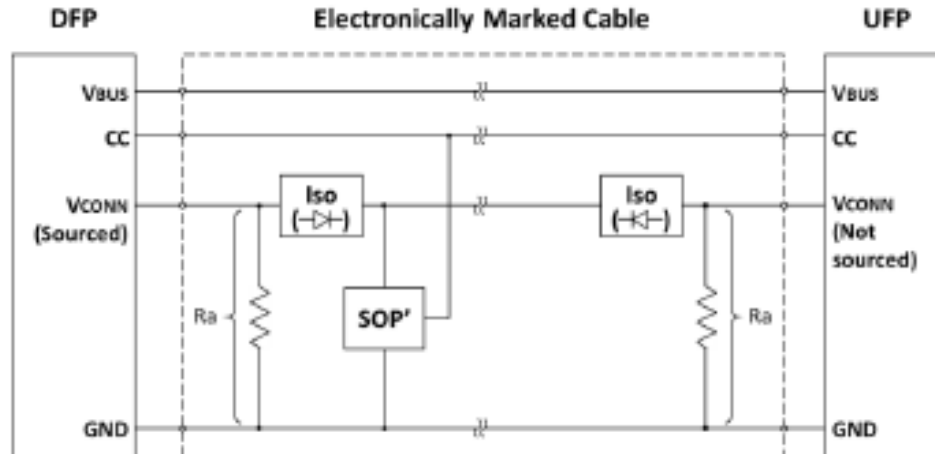 DFP
Electronically Marked Cable
UFP
VBUS
VBUS
CC
CC
Iso
Iso
VCONN
(Sourced)
VCONN
(Not
sourced)
Ra
SOP'
Ra
GND
GND